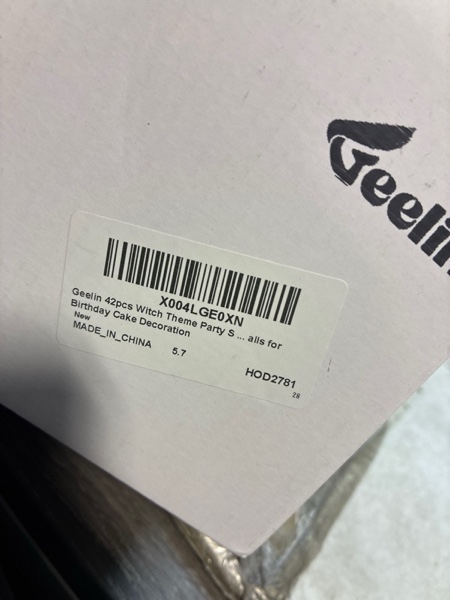 Geelin
X004LGE0XN
Geelin 42pcs Witch Theme Party S ... alls for
Birthday Cake Decoration
New
MADE_IN_CHINA
5.7
HOD2781
28